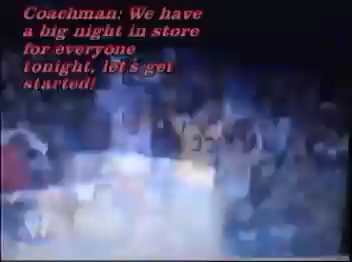 Coachman: We have
a big night in store
for everyone
tonight, let's get
started!